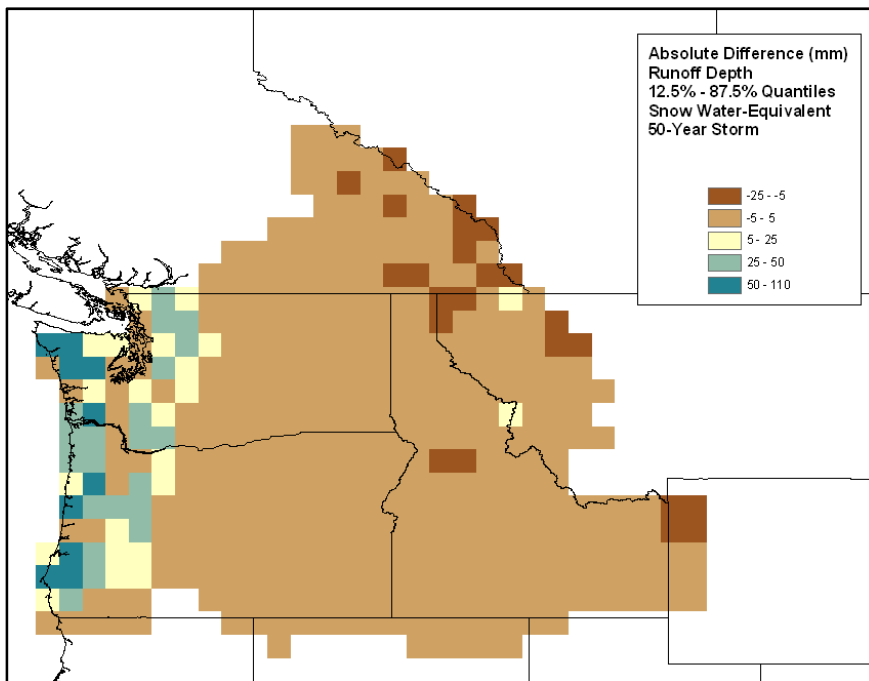 Absolute Difference (mm)
Runoff Depth
12.5% - 87.5% Quantiles
Snow Water-Equivalent
50-Year Storm
-25 - -5
-5 - 5
5 - 25
25 - 50
50 - 110